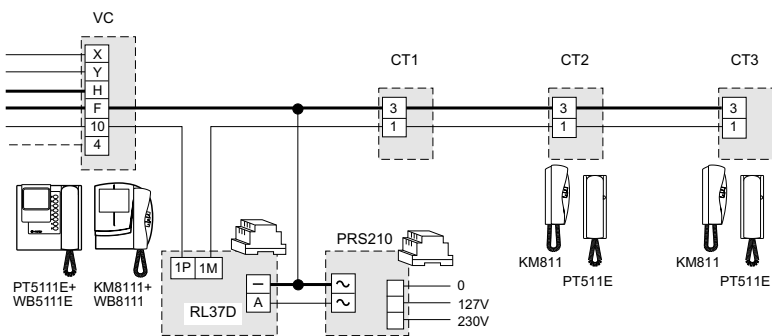 VC
X
Y
H
F
10
4
CT1
3
1
CT2
3
1
CT3
3
1
PT5111E+
WB5111E
KM8111+
WB8111
1P 1M
–
A
RL37D
PRS210
~
~
0
127V
230V
KM811
PT511E
KM811
PT511E